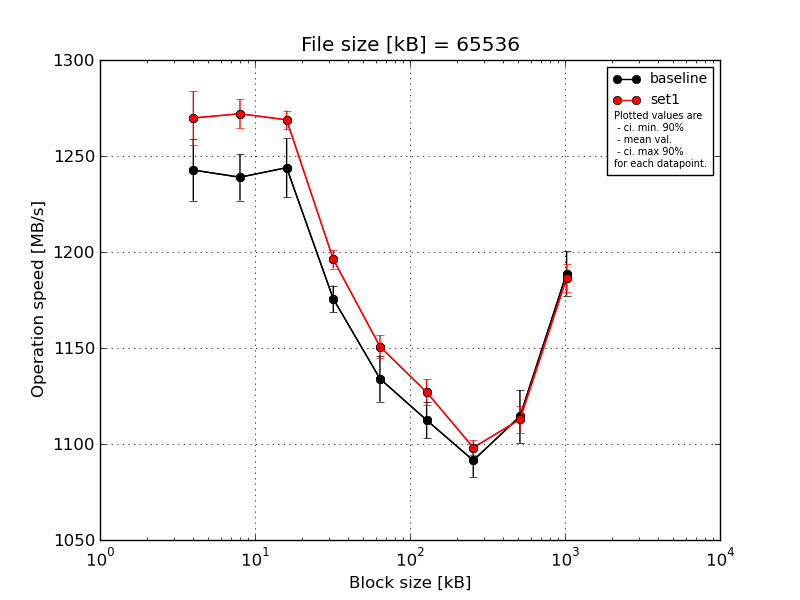 File size [kB] = 65536
1300
1250
1200
1150
1100
1050
Operation speed [MB/s]
baseline
set1
Plotted values are
- ci. min. 90%
- mean val.
- ci. max 90%
for each datapoint.
10^0 10^1 10^2 10^3 10^4
Block size [kB]